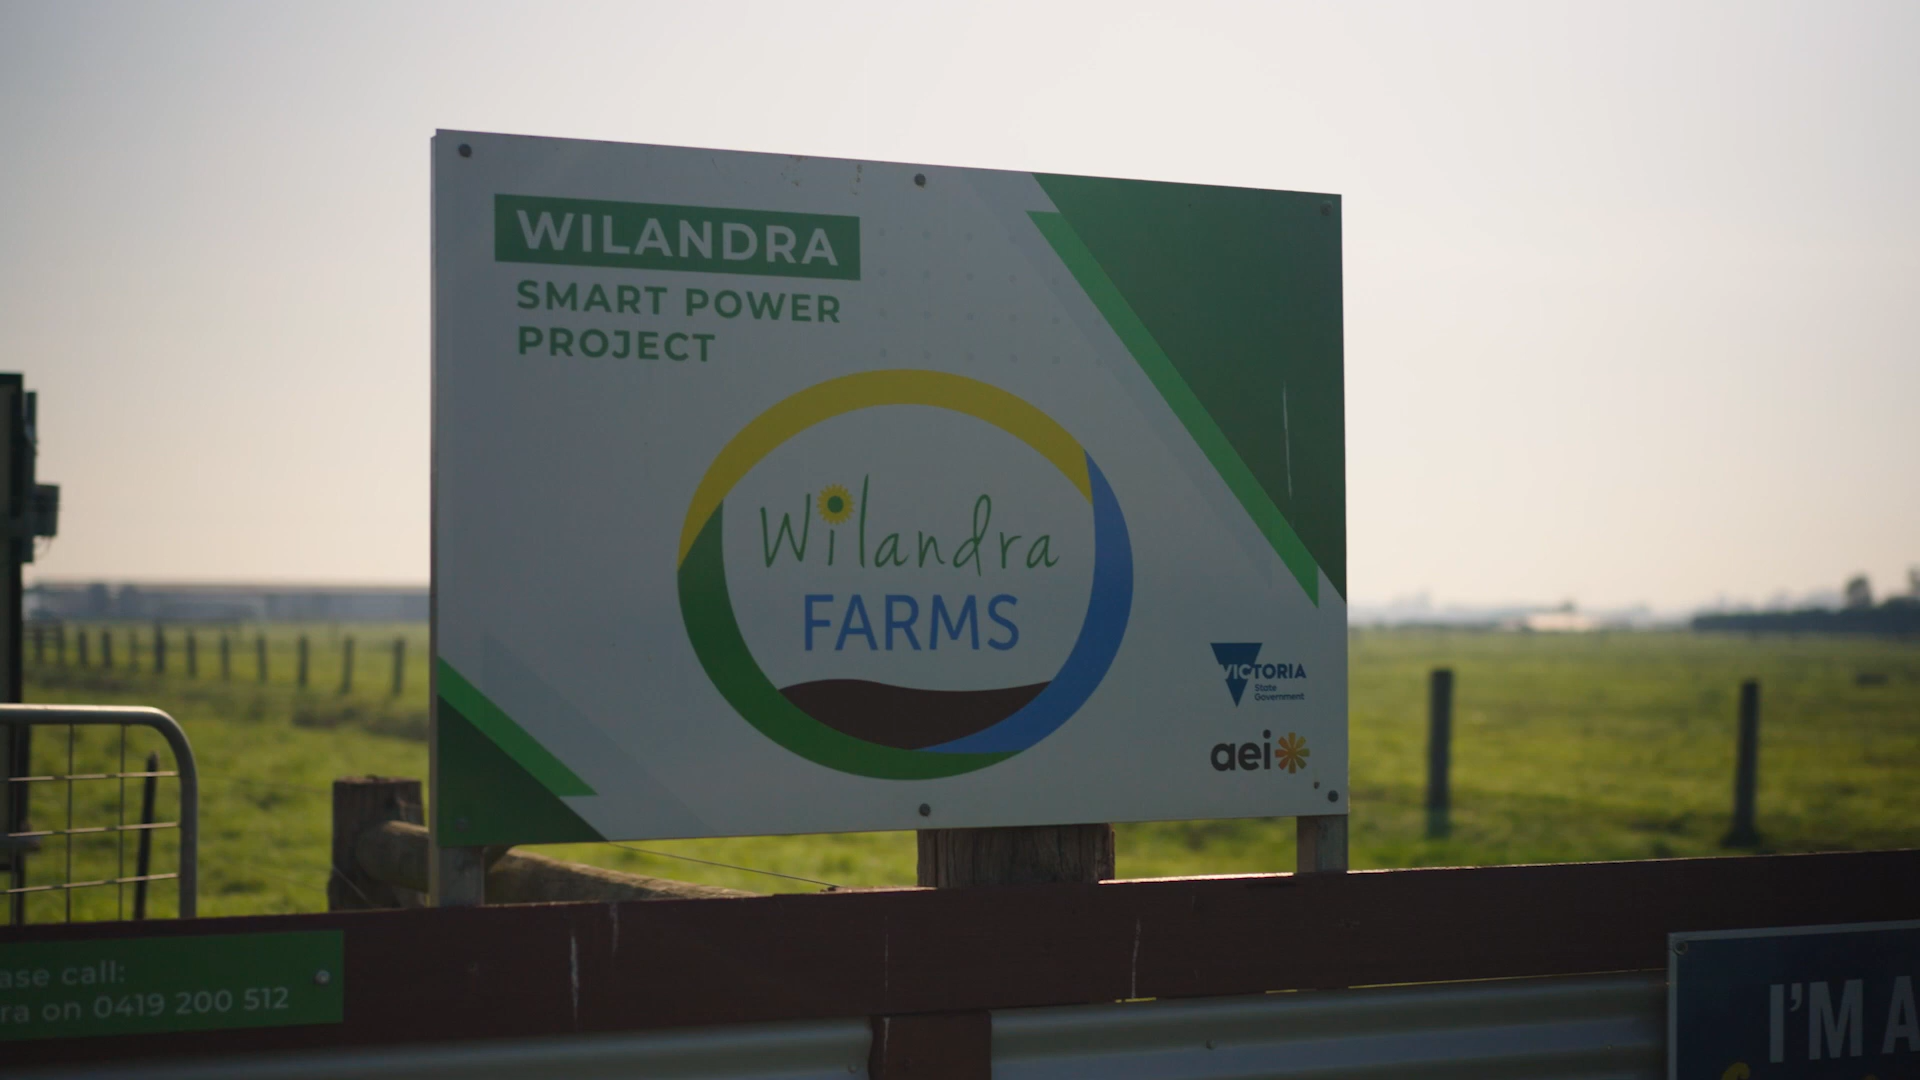 WILANDRA
SMART POWER
PROJECT
Wilandra
FARMS
VICTORIA
State
Government
aei
ase call:
ra on 0419 200 512
I'M A